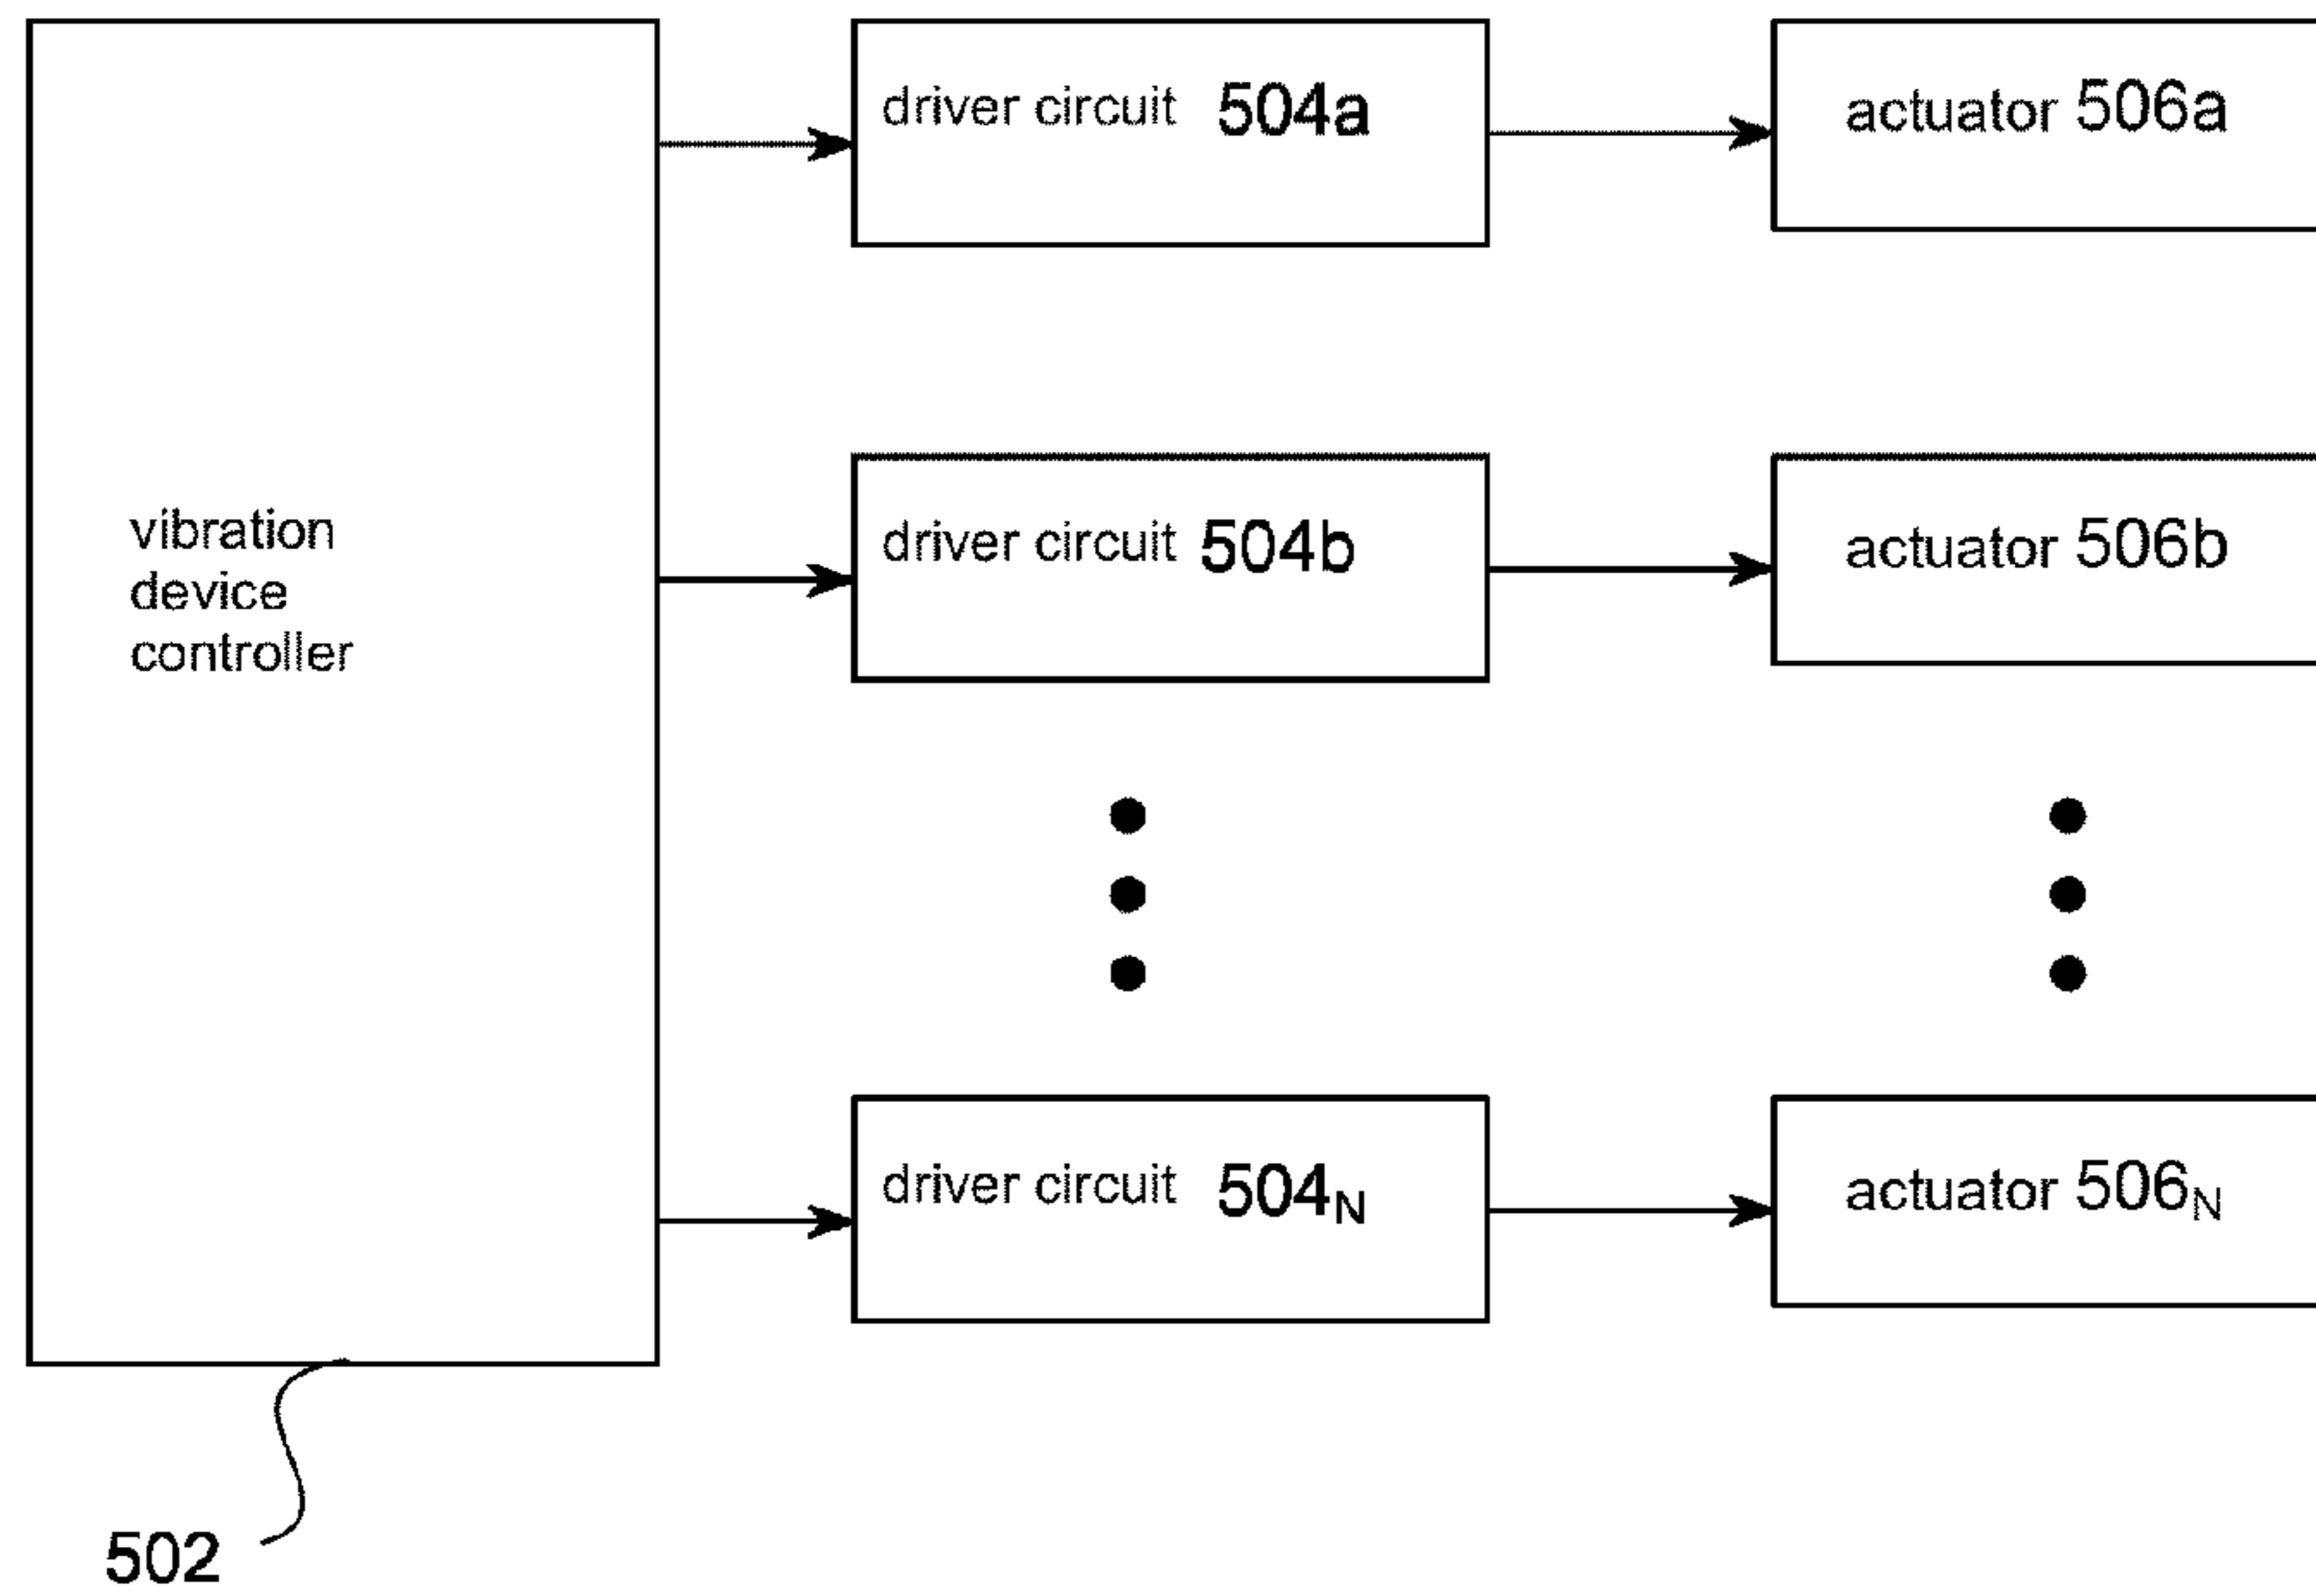 driver circuit 504a
actuator 506a
vibration
device
controller
driver circuit 504b
actuator 506b
driver circuit 504N
actuator 506N
502